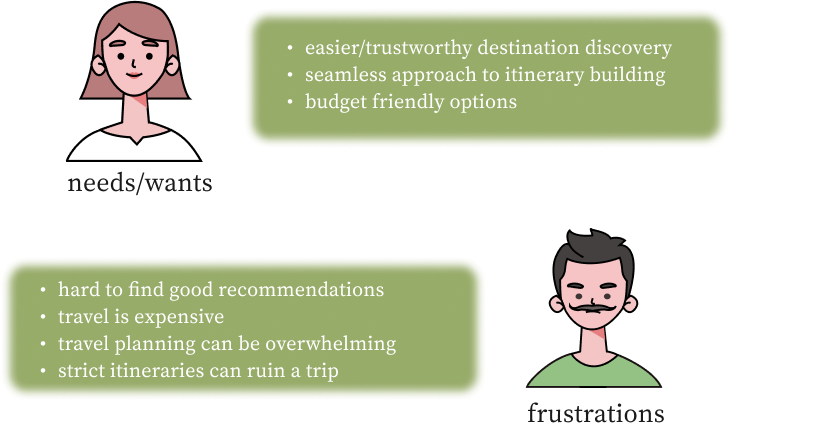 • easier/trustworthy destination discovery
• seamless approach to itinerary building
• budget friendly options
needs/wants
• hard to find good recommendations
• travel is expensive
• travel planning can be overwhelming
• strict itineraries can ruin a trip
frustrations